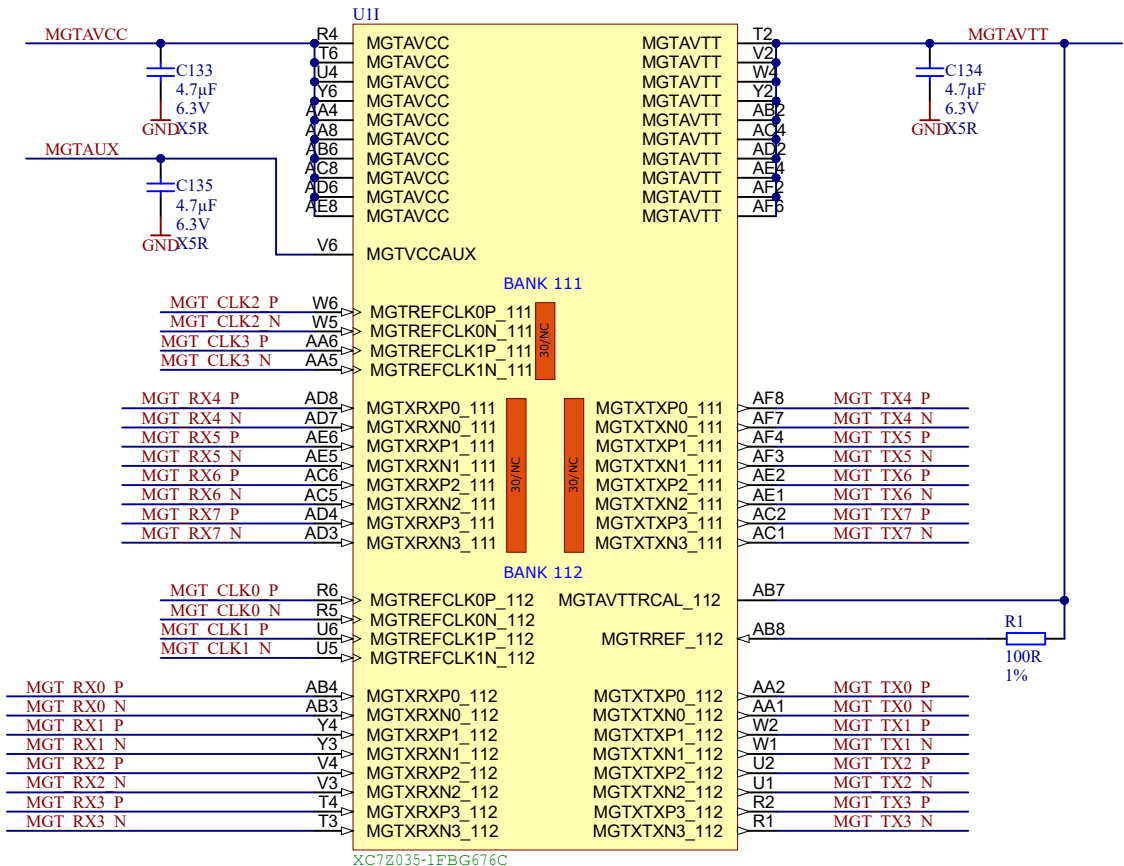 U1I
MGTAVCC R4 MGTAVCC MGTAVTT T2 MGTAVTT
T6 MGTAVCC MGTAVTT V2
C133 U4 MGTAVCC MGTAVTT W4 C134
4.7µF Y6 MGTAVCC MGTAVTT Y2 4.7µF
6.3V AA4 MGTAVCC MGTAVTT AB2 6.3V
GND X5R AA8 MGTAVCC MGTAVTT AC4 GND X5R
MGTAUX AB6 MGTAVCC MGTAVTT AD2
AC8 MGTAVCC MGTAVTT AE4
C135 AD6 MGTAVCC MGTAVTT AF2
4.7µF AE8 MGTAVCC MGTAVTT AF6
6.3V
GND X5R V6 MGTVCCAUX
BANK 111
MGT_CLK2_P W6 MGTREFCLK0P_111
MGT_CLK2_N W5 MGTREFCLK0N_111
MGT_CLK3_P AA6 MGTREFCLK1P_111
MGT_CLK3_N AA5 MGTREFCLK1N_111
30/NC
MGT_RX4_P AD8 MGTXRXP0_111 MGTXTXP0_111 AF8 MGT_TX4_P
MGT_RX4_N AD7 MGTXRXN0_111 MGTXTXN0_111 AF7 MGT_TX4_N
MGT_RX5_P AE6 MGTXRXP1_111 MGTXTXP1_111 AF4 MGT_TX5_P
MGT_RX5_N AE5 MGTXRXN1_111 MGTXTXN1_111 AF3 MGT_TX5_N
MGT_RX6_P AC6 MGTXRXP2_111 MGTXTXP2_111 AE2 MGT_TX6_P
MGT_RX6_N AC5 MGTXRXN2_111 MGTXTXN2_111 AE1 MGT_TX6_N
MGT_RX7_P AD4 MGTXRXP3_111 MGTXTXP3_111 AC2 MGT_TX7_P
MGT_RX7_N AD3 MGTXRXN3_111 MGTXTXN3_111 AC1 MGT_TX7_N
30/NC 30/NC
BANK 112
MGT_CLK0_P R6 MGTREFCLK0P_112 MGTAVTTRCAL_112 AB7
MGT_CLK0_N R5 MGTREFCLK0N_112
MGT_CLK1_P U6 MGTREFCLK1P_112 MGTRREF_112 AB8 R1
MGT_CLK1_N U5 MGTREFCLK1N_112 100R
1%
MGT_RX0_P AB4 MGTXRXP0_112 MGTXTXP0_112 AA2 MGT_TX0_P
MGT_RX0_N AB3 MGTXRXN0_112 MGTXTXN0_112 AA1 MGT_TX0_N
MGT_RX1_P Y4 MGTXRXP1_112 MGTXTXP1_112 W2 MGT_TX1_P
MGT_RX1_N Y3 MGTXRXN1_112 MGTXTXN1_112 W1 MGT_TX1_N
MGT_RX2_P V4 MGTXRXP2_112 MGTXTXP2_112 U2 MGT_TX2_P
MGT_RX2_N V3 MGTXRXN2_112 MGTXTXN2_112 U1 MGT_TX2_N
MGT_RX3_P T4 MGTXRXP3_112 MGTXTXP3_112 R2 MGT_TX3_P
MGT_RX3_N T3 MGTXRXN3_112 MGTXTXN3_112 R1 MGT_TX3_N
XC7Z035-1FBG676C